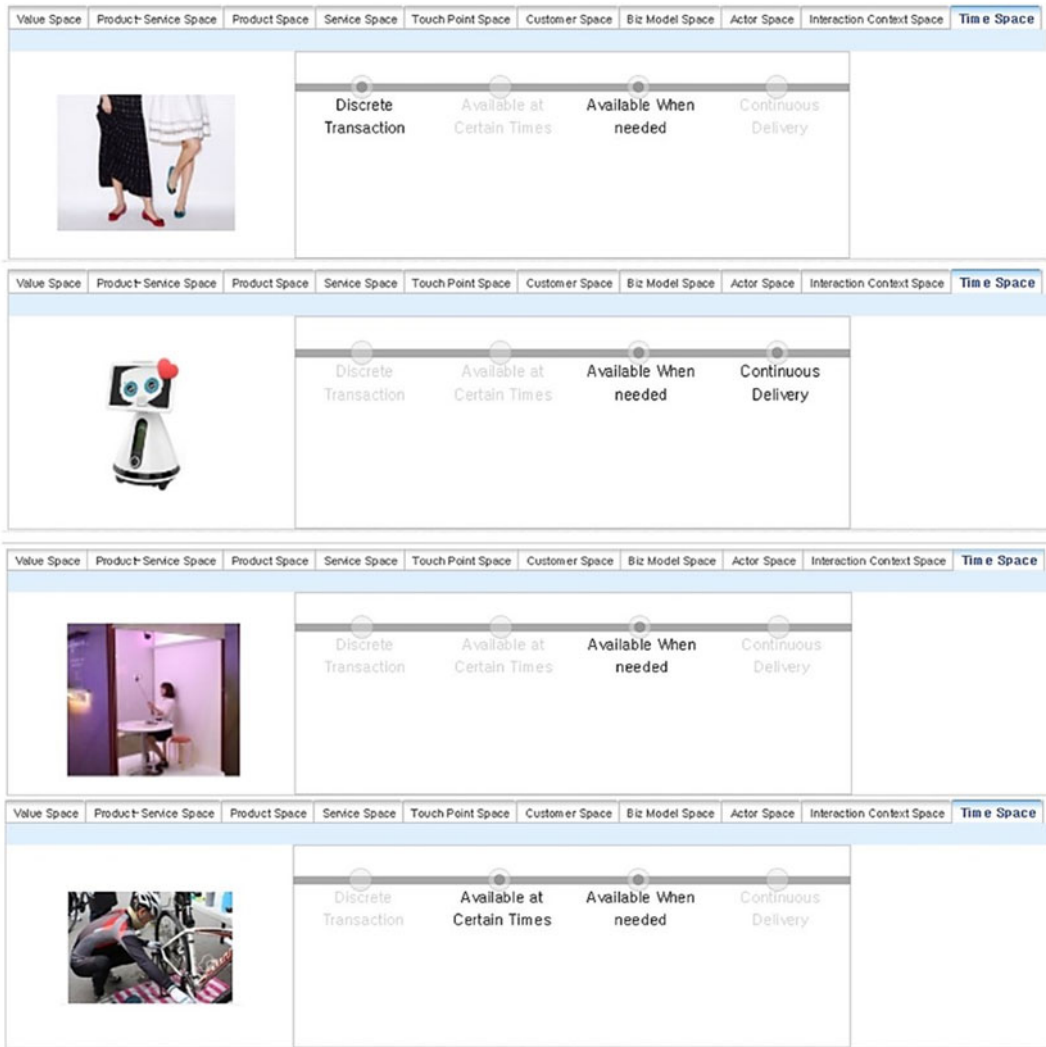 Value Space Product-Service Space Product Space Service Space Touch Point Space Customer Space Biz Model Space Actor Space Interaction Context Space Time Space
Discrete Available at Available When Continuous
Transaction Certain Times needed Delivery
Value Space Product-Service Space Product Space Service Space Touch Point Space Customer Space Biz Model Space Actor Space Interaction Context Space Time Space
Discrete Available at Available When Continuous
Transaction Certain Times needed Delivery
Value Space Product-Service Space Product Space Service Space Touch Point Space Customer Space Biz Model Space Actor Space Interaction Context Space Time Space
Discrete Available at Available When Continuous
Transaction Certain Times needed Delivery
Value Space Product-Service Space Product Space Service Space Touch Point Space Customer Space Biz Model Space Actor Space Interaction Context Space Time Space
Discrete Available at Available When Continuous
Transaction Certain Times needed Delivery